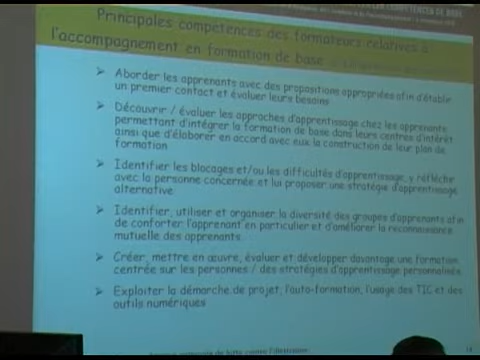 Principales compétences des formateurs relatives à
l'accompagnement en formation de base
➢ Aborder les apprenants avec des propositions appropriées afin d'établir
un premier contact et évaluer leurs besoins
➢ Découvrir / évaluer les approches d'apprentissage chez les apprenants
permettant d'intégrer la formation de base dans leurs centres d'intérêt
ainsi que d'élaborer en accord avec eux la construction de leur plan de
formation
➢ Identifier les blocages et/ou les difficultés d'apprentissage, y réfléchir
avec la personne concernée et lui proposer une stratégie d'apprentissage
alternative
➢ Identifier, utiliser et organiser la diversité des groupes d'apprenants afin
de conforter l'apprenant en particulier et d'améliorer la reconnaissance
mutuelle des apprenants.
➢ Créer, mettre en œuvre, évaluer et développer davantage une formation
centrée sur les personnes / des stratégies d'apprentissage personnalisé
➢ Exploiter la démarche de projet, l'auto-formation, l'usage des TIC et des
outils numériques